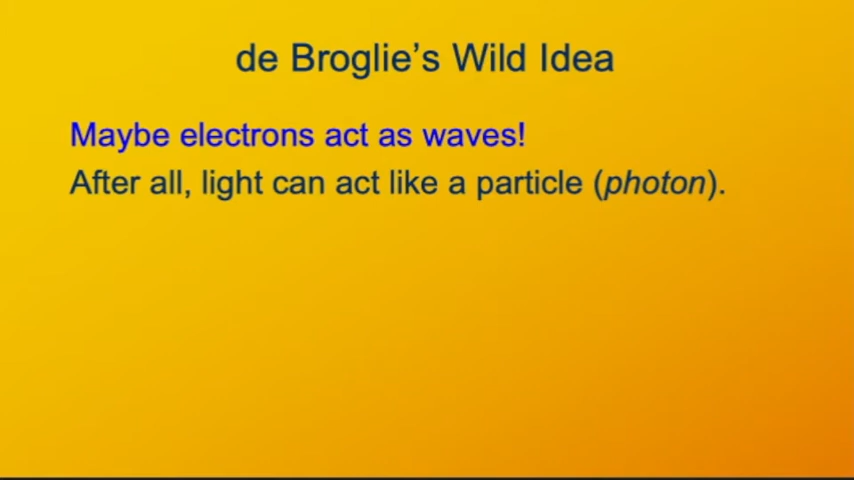 de Broglie’s Wild Idea
Maybe electrons act as waves!
After all, light can act like a particle (photon).